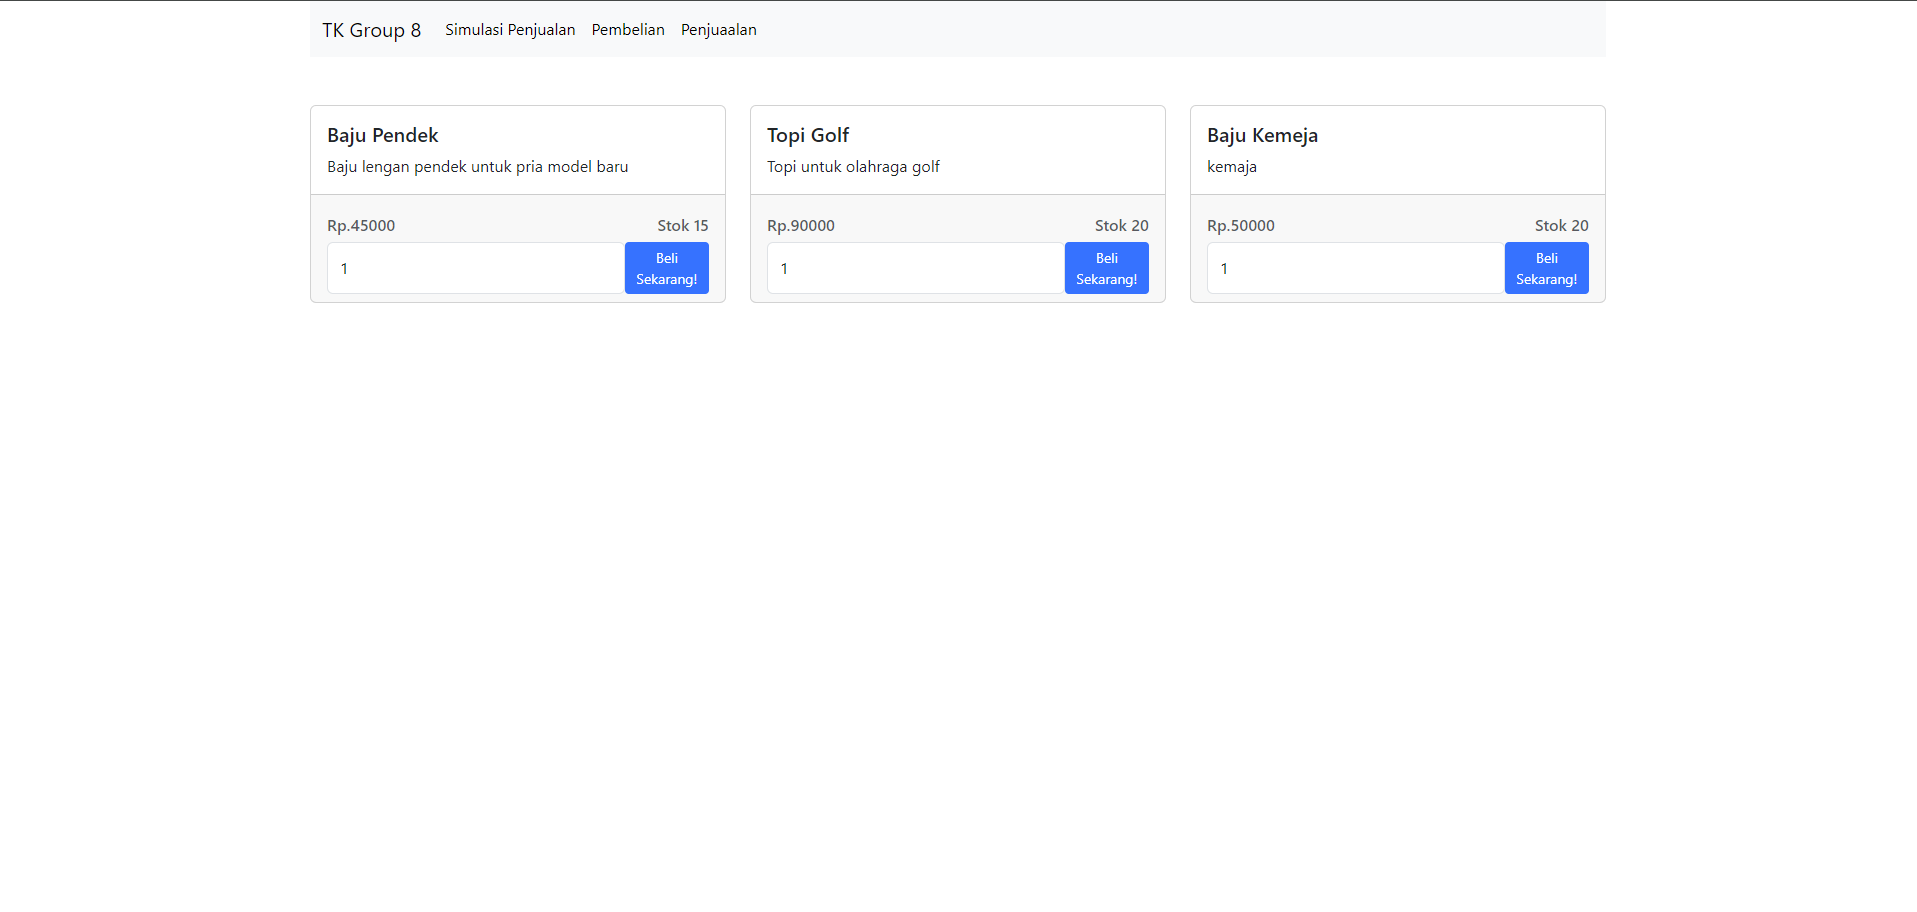 TK Group 8 Simulasi Penjualan Pembelian Penjuaalan
Baju Pendek
Baju lengan pendek untuk pria model baru
Rp.45000 Stok 15
1
Beli
Sekarang!
Topi Golf
Topi untuk olahraga golf
Rp.90000 Stok 20
1
Beli
Sekarang!
Baju Kemeja
kemaja
Rp.50000 Stok 20
1
Beli
Sekarang!